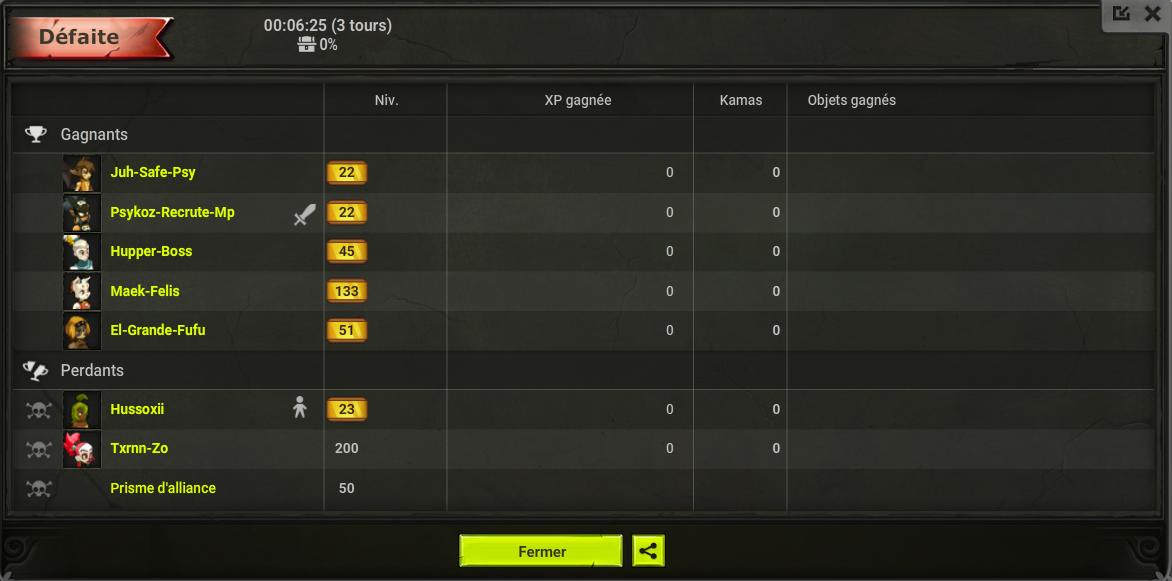 Défaite
00:06:25 (3 tours)
0%
Niv. XP gagnée Kamas Objets gagnés
Gagnants
Juh-Safe-Psy 22 0 0
Psykoz-Recrute-Mp 22 0 0
Hupper-Boss 45 0 0
Maek-Felis 133 0 0
El-Grande-Fufu 51 0 0
Perdants
Hussoxii 23 0 0
Txrnn-Zo 200 0 0
Prisme d'alliance 50
Fermer